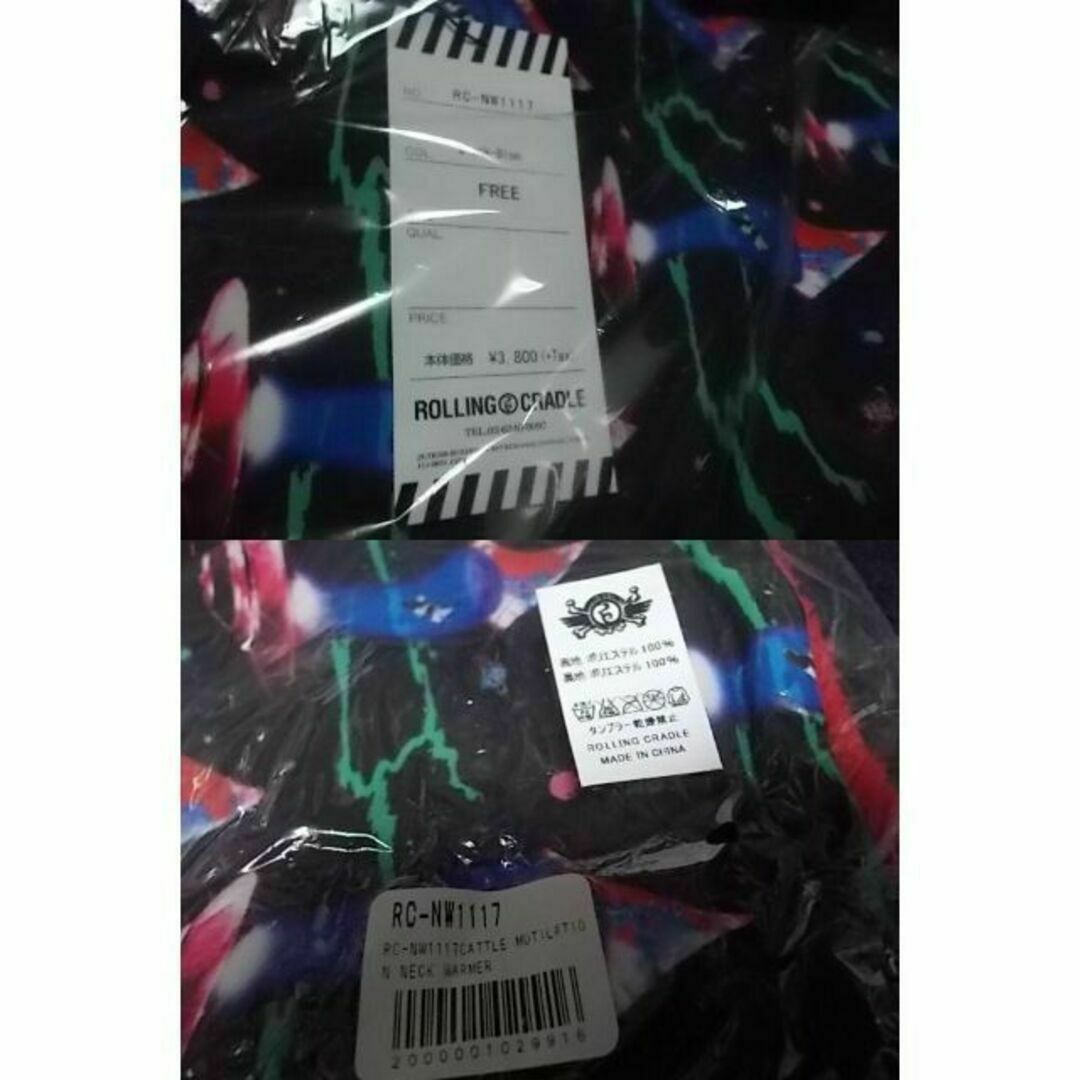 NO. RC-NW1117
COL.
FREE
QUAL.
PRICE
本体価格 ¥3,800(+Tax)
ROLLING CRADLE
表地 ポリエステル 100%
裏地 ポリエステル 100%
タンブラー乾燥禁止
ROLLING CRADLE
MADE IN CHINA
RC-NW1117
RC-NW1117CATTLE MUTILATIO
N NECK WARMER
2000001029916